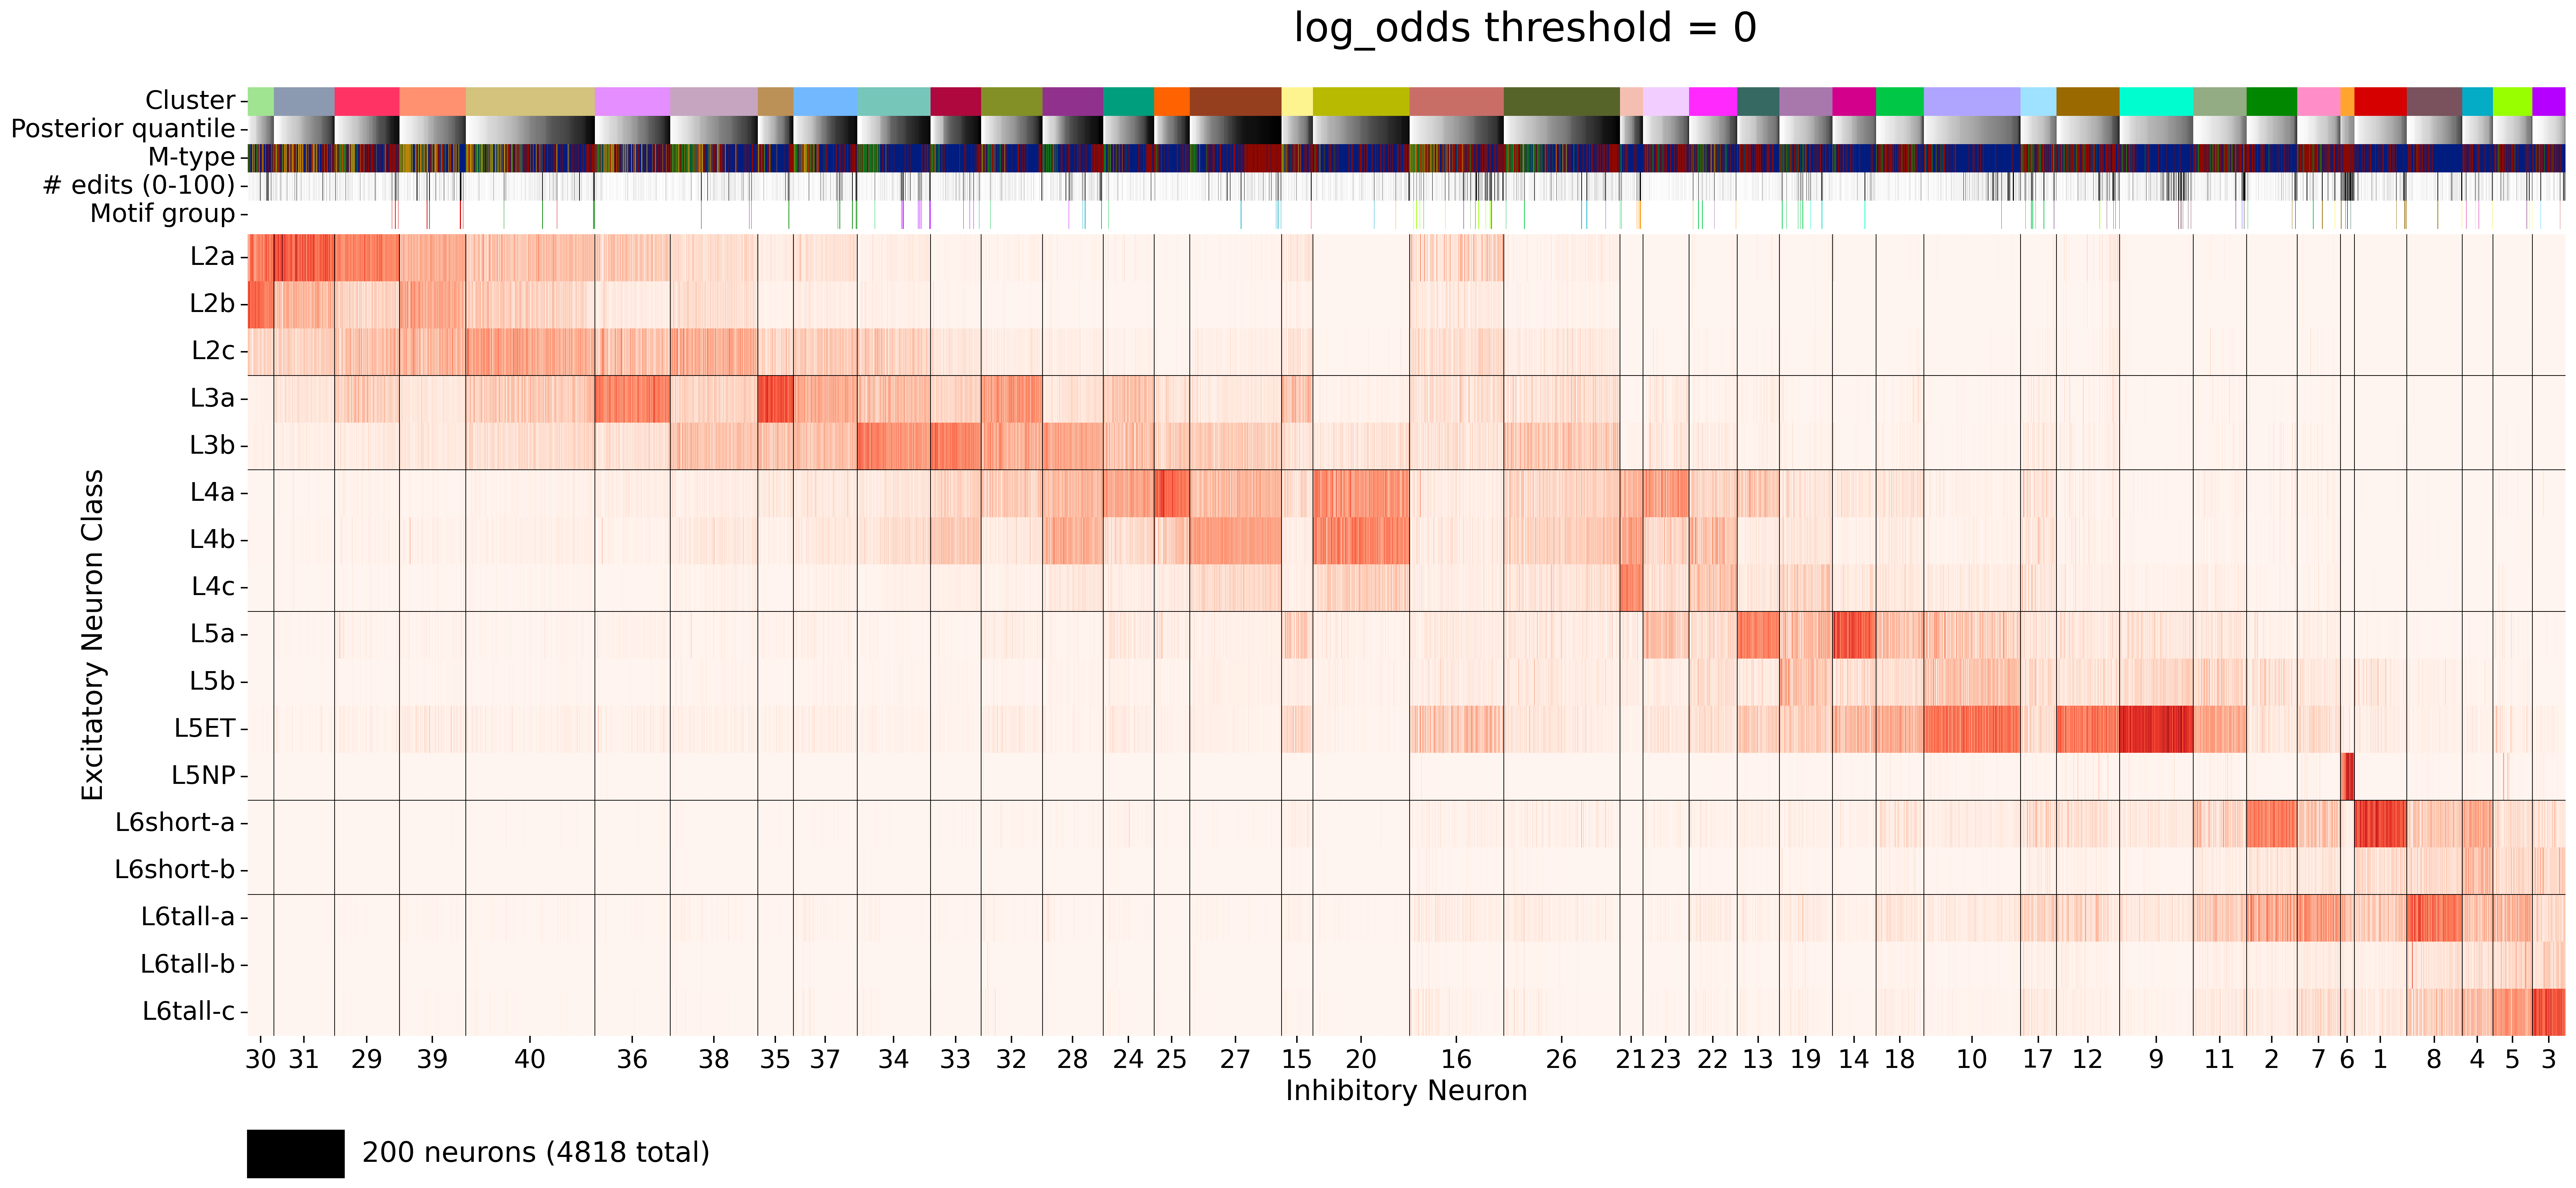 log_odds threshold = 0
Cluster
Posterior quantile
M-type
# edits (0-100)
Motif group
Excitatory Neuron Class
L2a
L2b
L2c
L3a
L3b
L4a
L4b
L4c
L5a
L5b
L5ET
L5NP
L6short-a
L6short-b
L6tall-a
L6tall-b
L6tall-c
30 31 29 39 40 36 38 35 37 34 33 32 28 24 25 27 15 20 16 26 21 23 22 13 19 14 18 10 17 12 9 11 2 7 6 1 8 4 5 3
Inhibitory Neuron
200 neurons (4818 total)